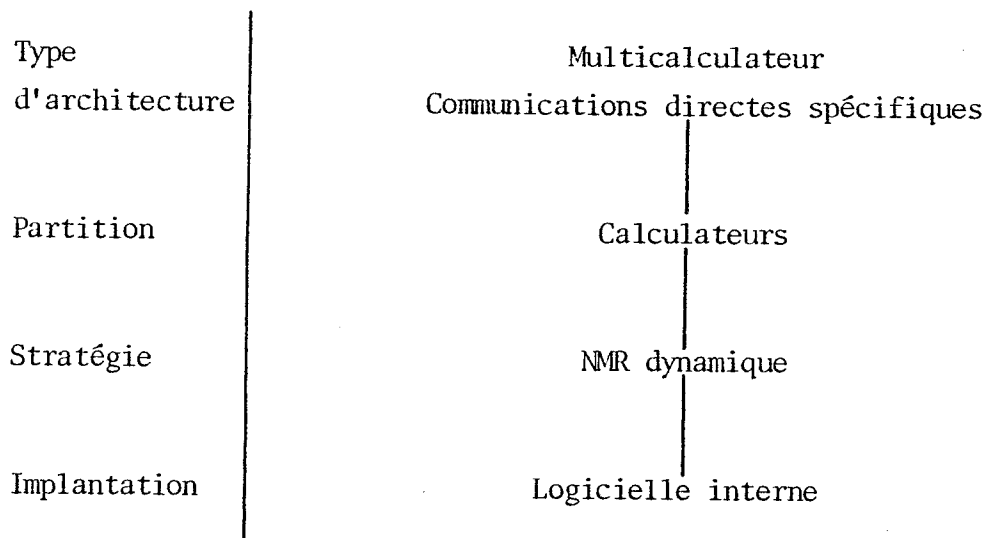 Type
d'architecture
Multicalculateur
Communications directes spécifiques
Partition
Calculateurs
Stratégie
NMR dynamique
Implantation
Logicielle interne